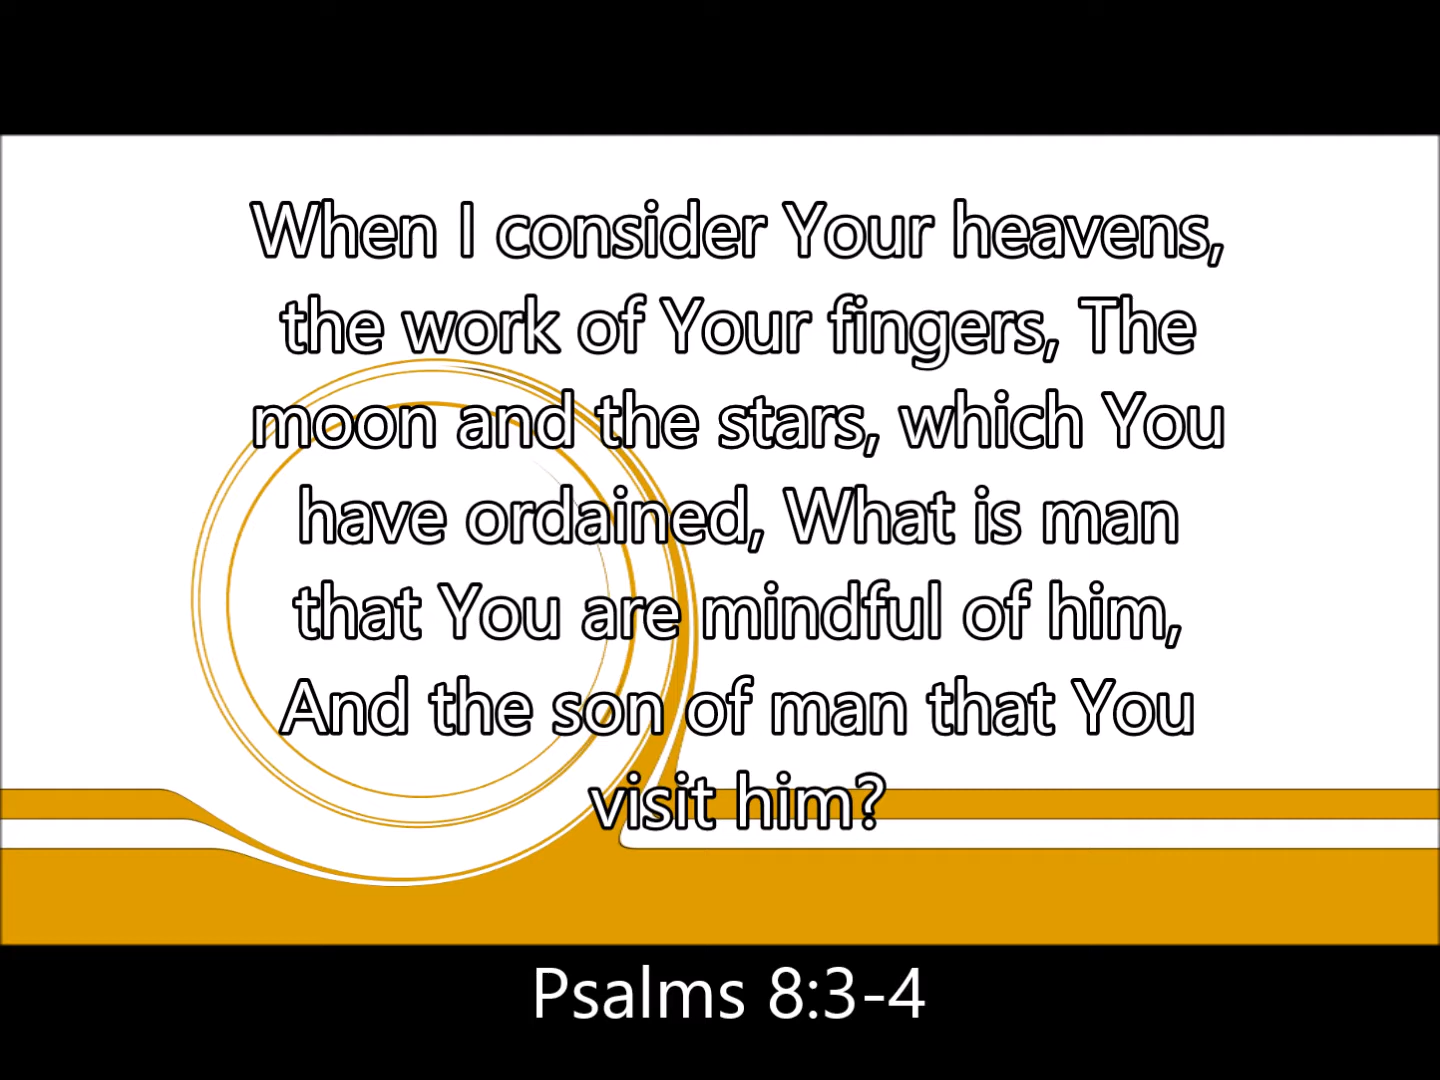 When I consider Your heavens,
the work of Your fingers, The
moon and the stars, which You
have ordained, What is man
that You are mindful of him,
And the son of man that You
visit him?
Psalms 8:3-4